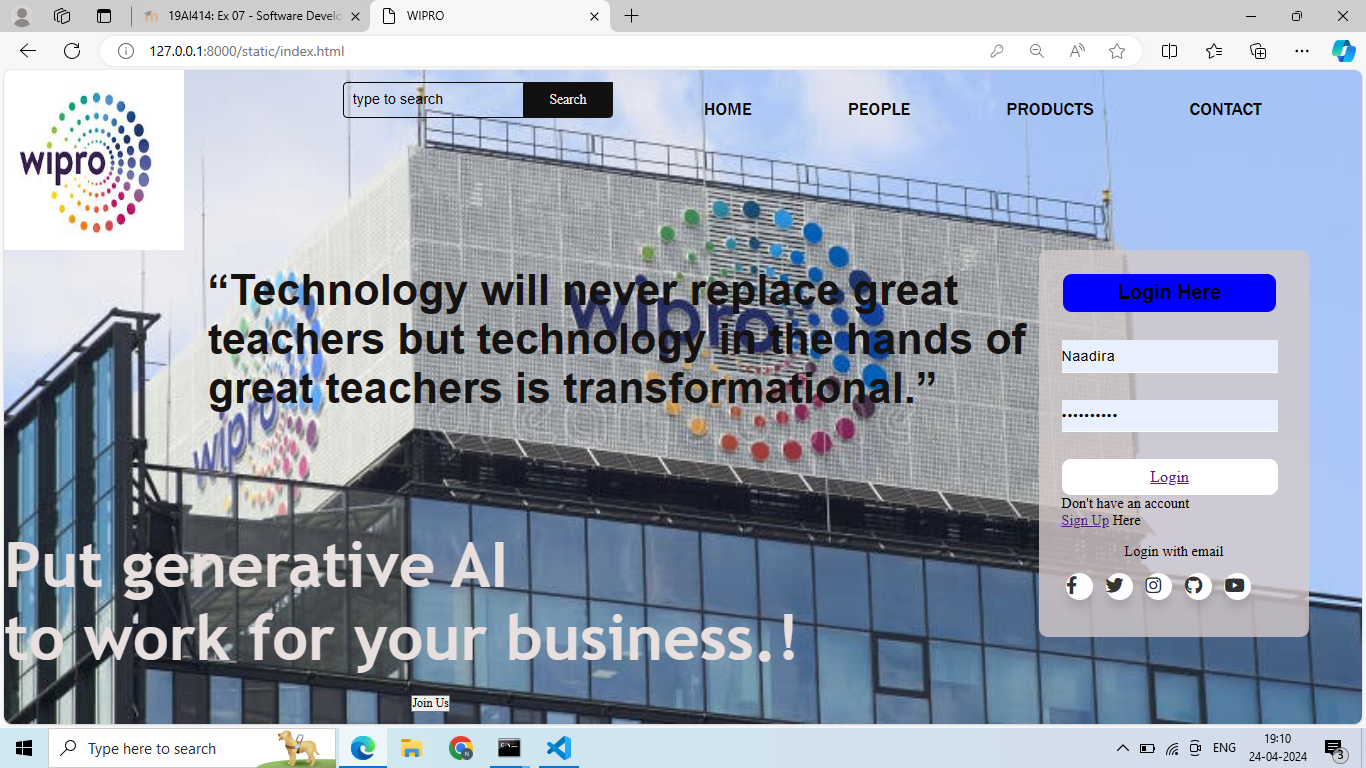 19AI414: Ex 07 - Software Develo
WIPRO
127.0.0.1:8000/static/index.html
wipro
type to search
Search
HOME
PEOPLE
PRODUCTS
CONTACT
“Technology will never replace great
teachers but technology in the hands of
great teachers is transformational.”
wipro
wipro
Login Here
Naadira
••••••••••
Login
Don't have an account
Sign Up Here
Login with email
Put generative AI
to work for your business.!
Join Us
Type here to search
N
ENG
19:10
24-04-2024
3